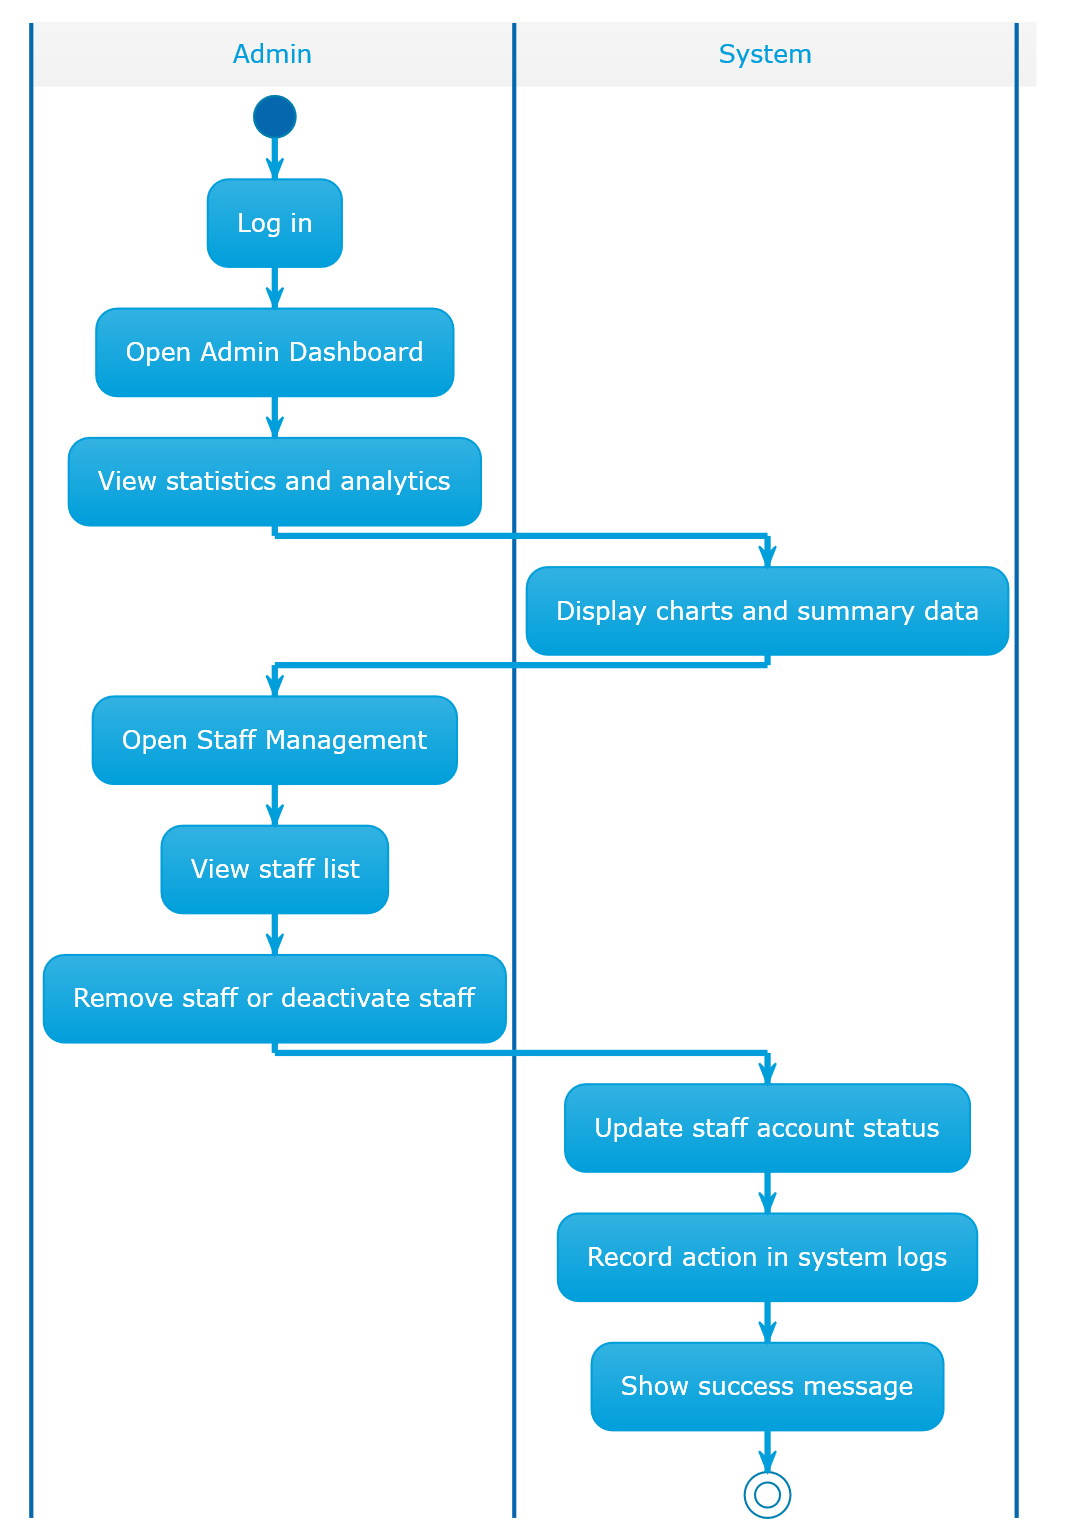 Admin
System
Log in
Open Admin Dashboard
View statistics and analytics
Display charts and summary data
Open Staff Management
View staff list
Remove staff or deactivate staff
Update staff account status
Record action in system logs
Show success message